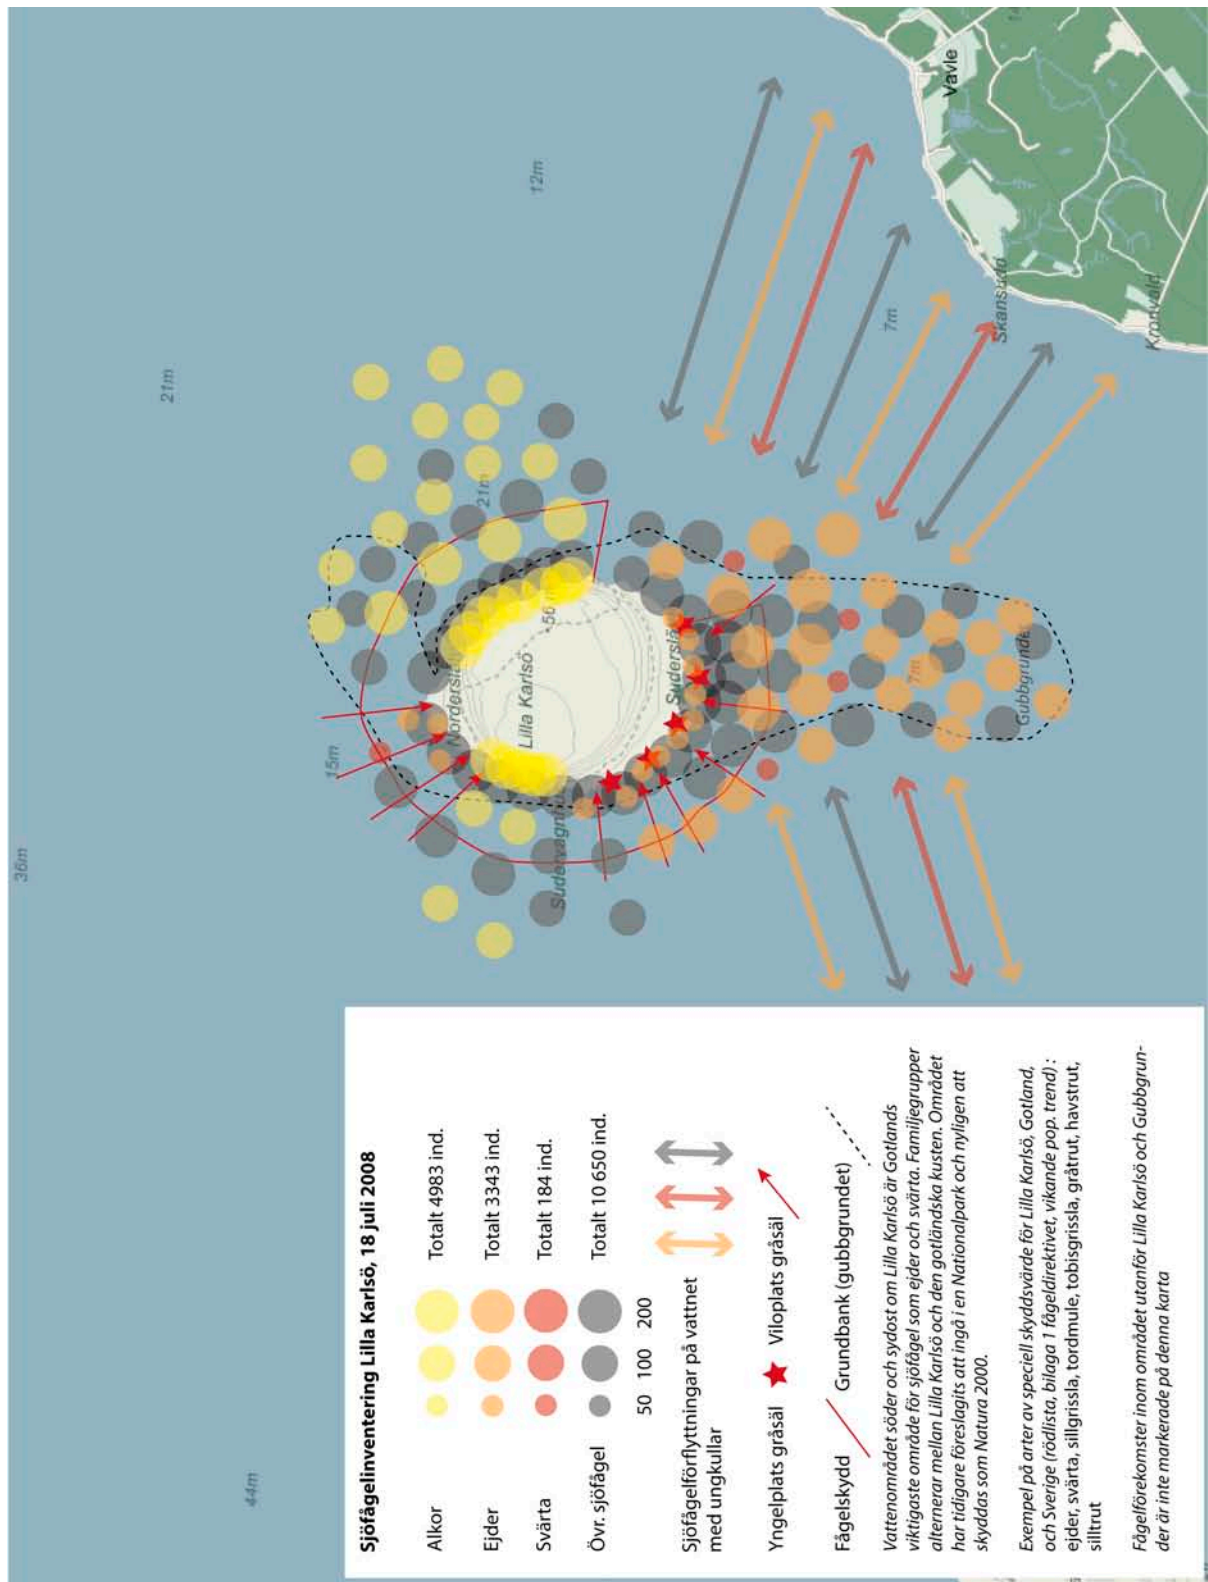 Sjöfågelinventering Lilla Karlsö, 18 juli 2008
Alkor Totalt 4983 ind.
Ejder Totalt 3343 ind.
Svärta Totalt 184 ind.
Övr. sjöfågel Totalt 10 650 ind.
50 100 200
Sjöfågelförflyttningar på vattnet
med ungkullar
Yngelplats gråsäl Viloplats gråsäl
Fågelskydd Grundbank (gubbgrundet)
Vattenområdet söder och sydost om Lilla Karlsö är Gotlands
viktigaste område för sjöfågel som ejder och svärta. Familjegrupper
alternerar mellan Lilla Karlsö och den gotländska kusten. Området
har tidigare föreslagits att ingå i en Nationalpark och nyligen att
skyddas som Natura 2000.
Exempel på arter av speciell skyddsvärde för Lilla Karlsö, Gotland,
och Sverige (rödlista, bilaga 1 fågeldirektivet, vikande pop. trend) :
ejder, svärta, sillgrissla, tordmule, tobisgrissla, gråtrut, havstrut,
silltrut
Fågelförekomster inom området utanför Lilla Karlsö och Gubbgrun-
der är inte markerade på denna karta
44m
36m
21m
15m
12m
21m
Norderslä
Lilla Karlsö
56 m
Suderslä
7m
Gubbgrundet
7m
Skansudd
Kronvald
Vavle